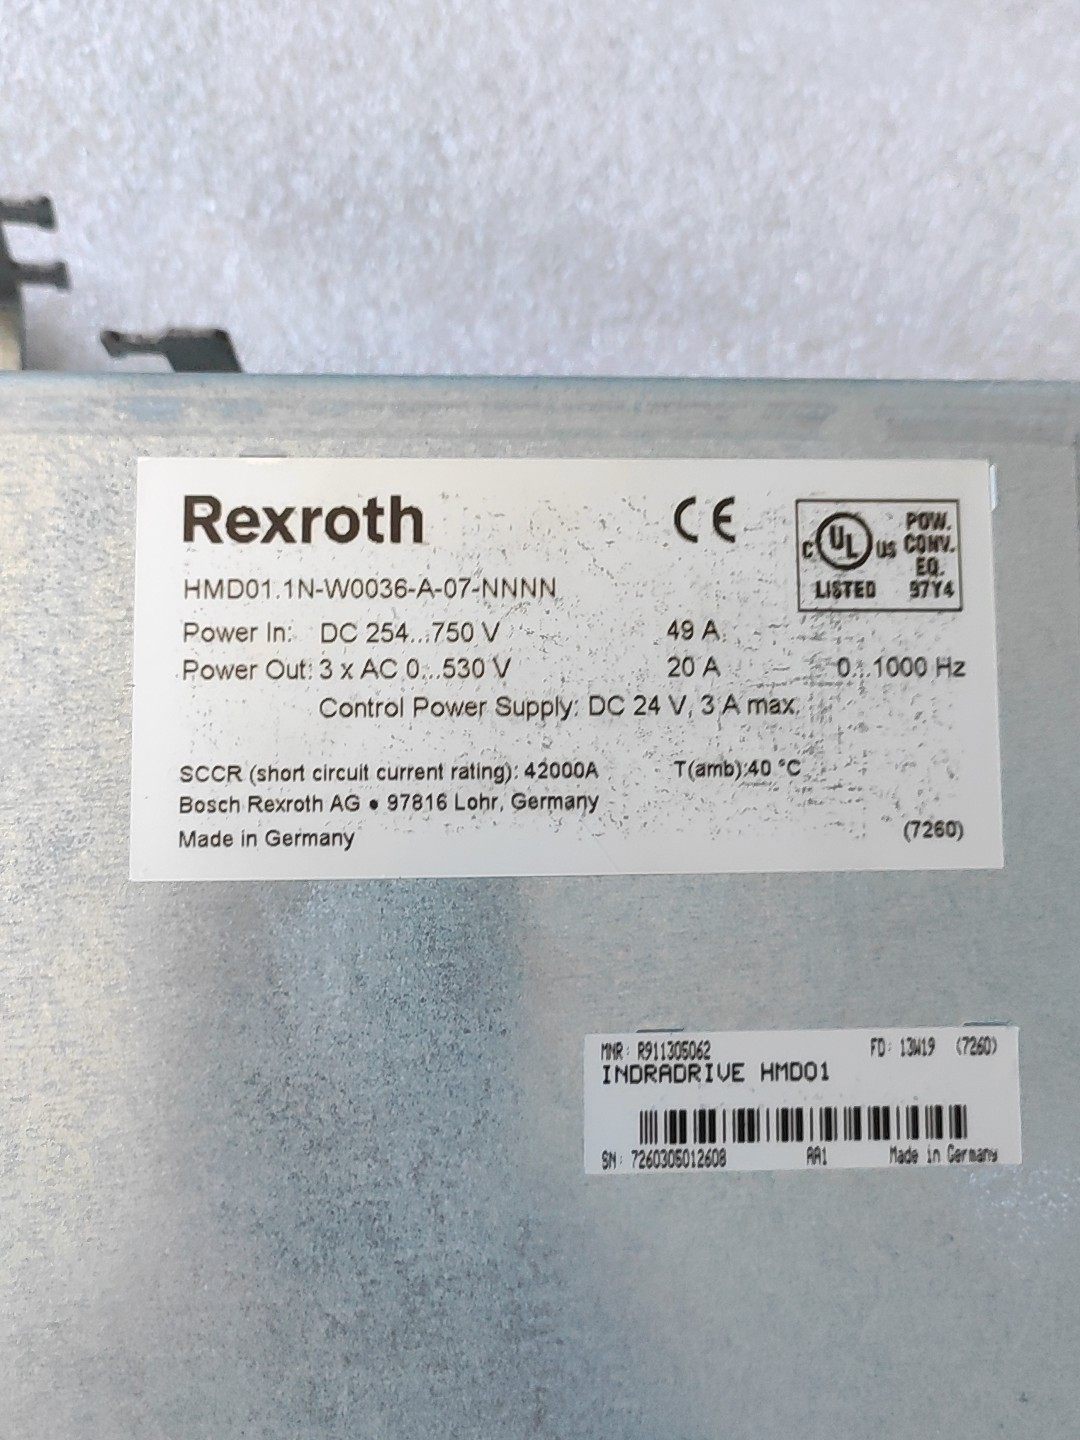 Rexroth
CE
C UL US LISTED
POW. CONV. EQ. 97Y4
HMD01.1N-W0036-A-07-NNNN
Power In: DC 254...750 V 49 A
Power Out: 3 x AC 0...530 V 20 A 0...1000 Hz
Control Power Supply: DC 24 V, 3 A max.
SCCR (short circuit current rating): 42000A T(amb):40 °C
Bosch Rexroth AG ● 97816 Lohr, Germany
Made in Germany (7260)
MNR: R911305062 FD: 13W19 (7260)
INDRADRIVE HMD01
SN: 7260305012608 AA1 Made in Germany